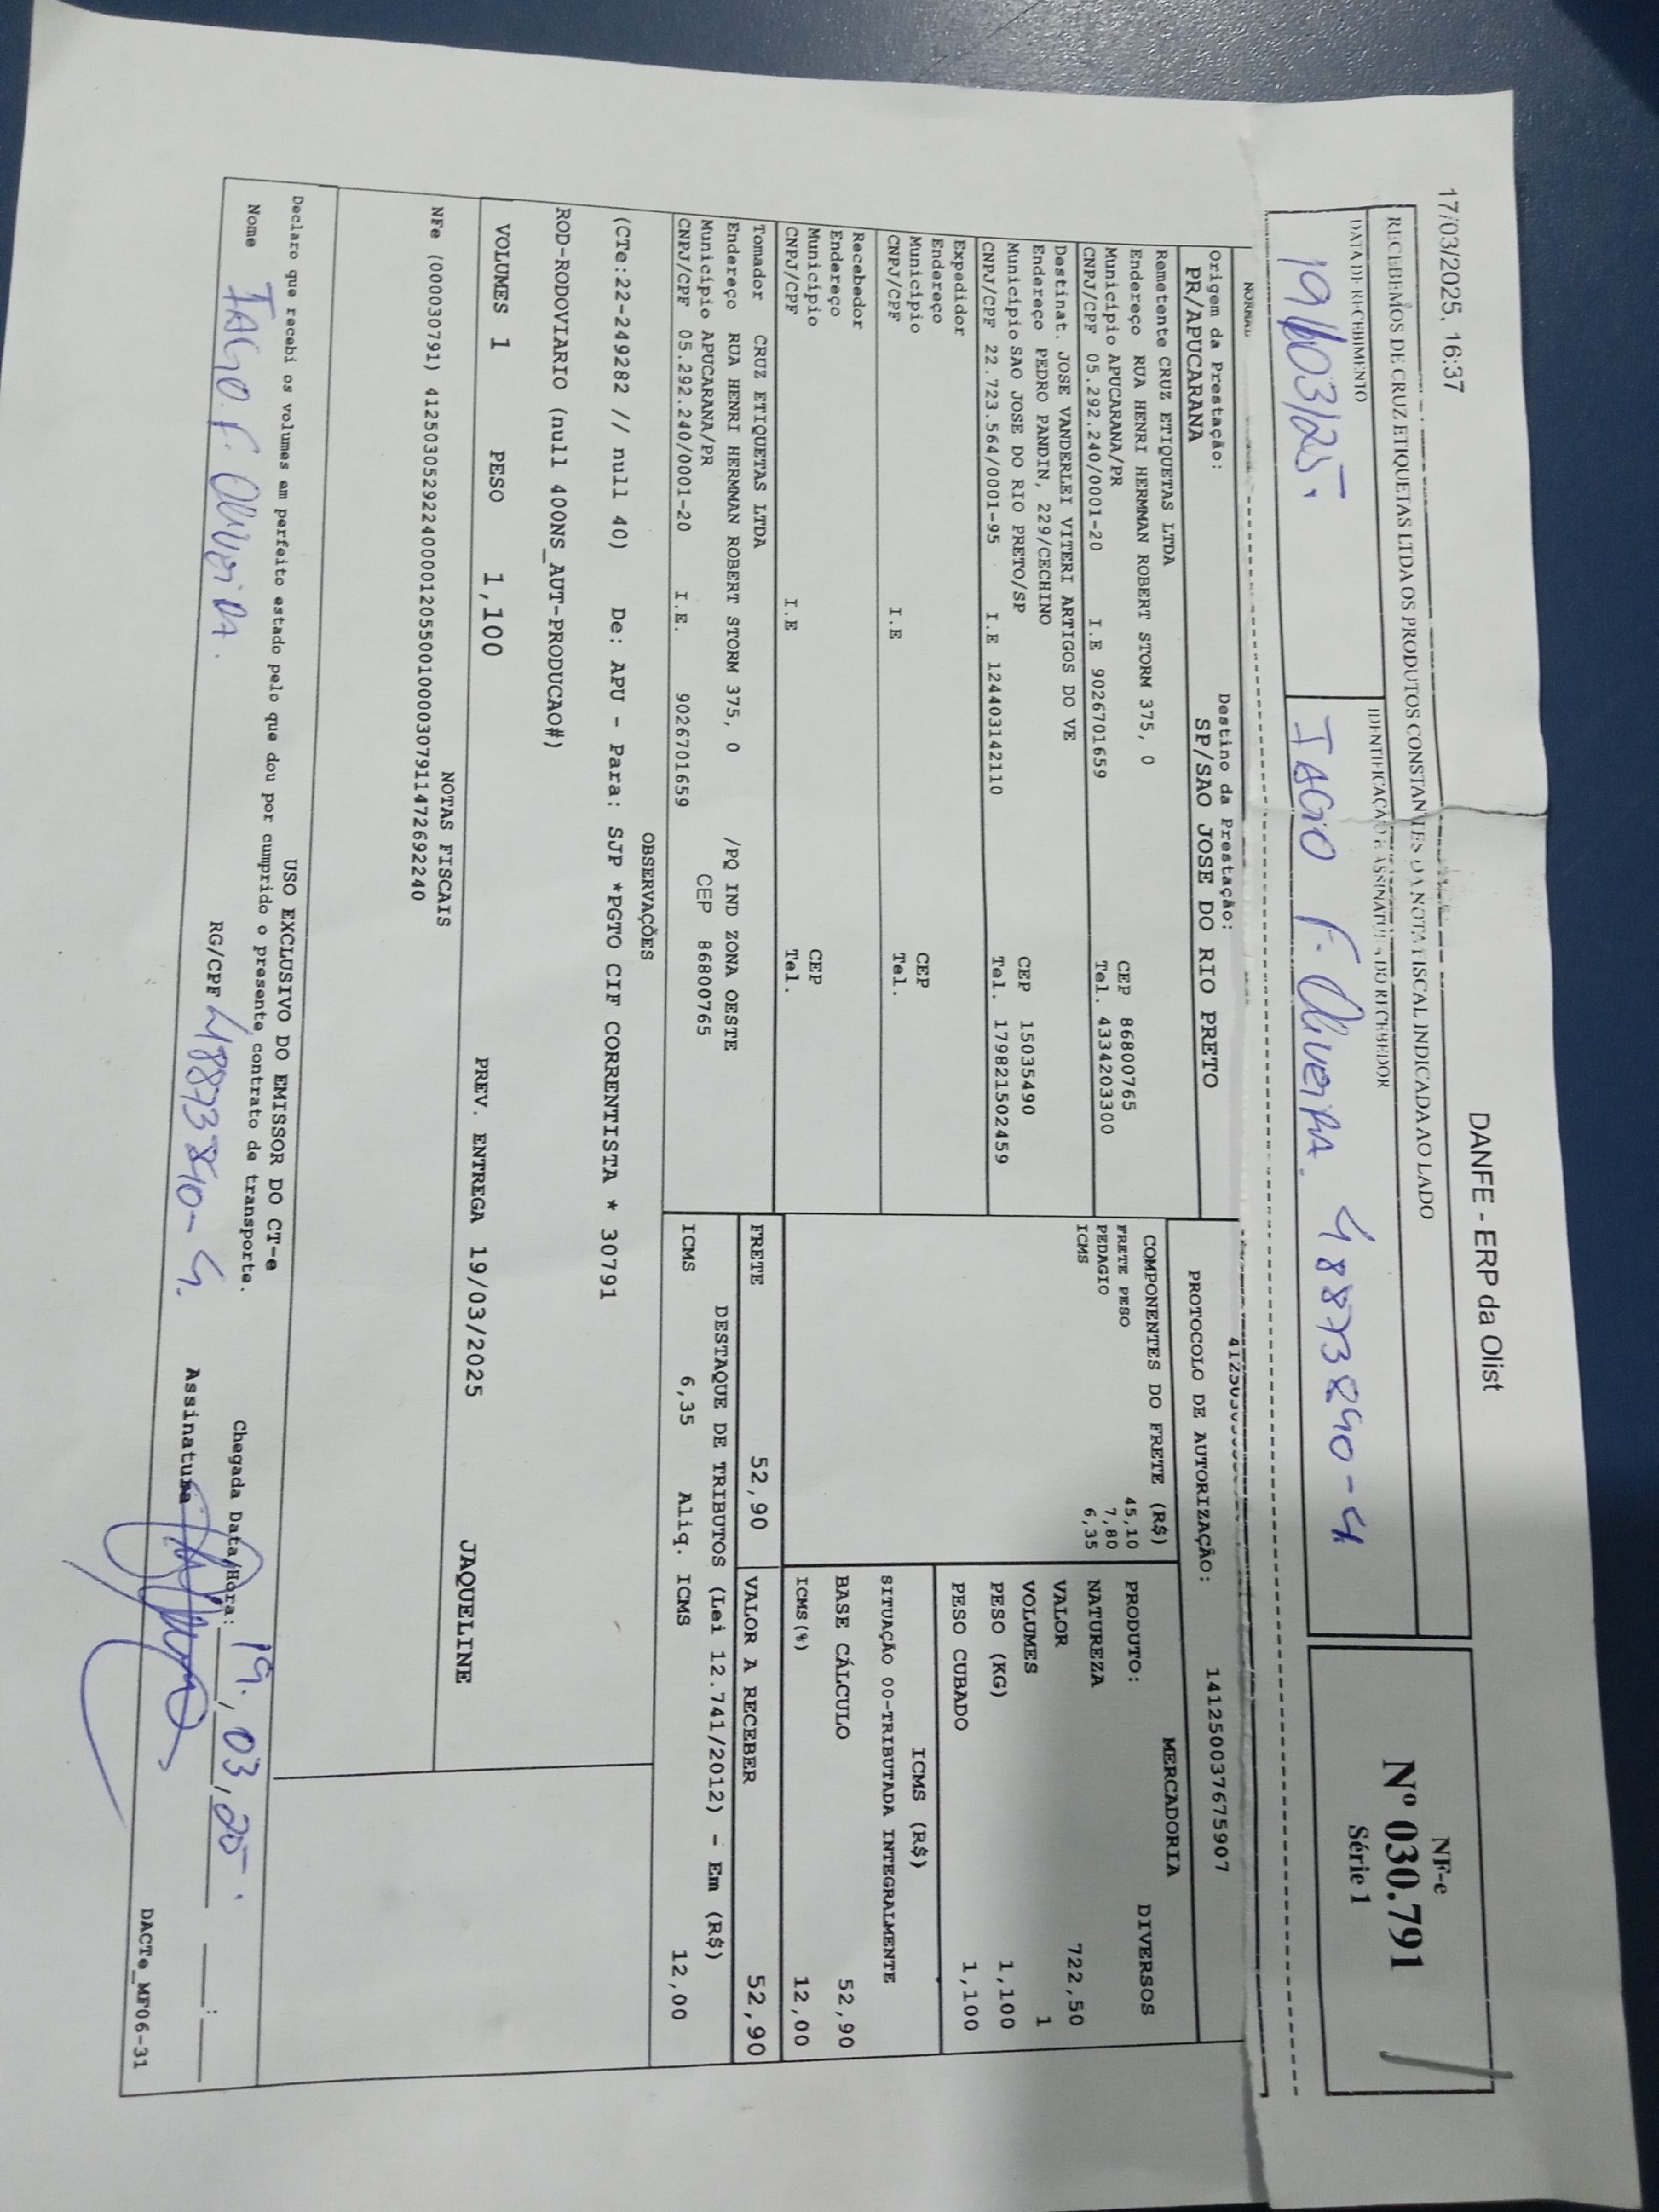 17/03/2025, 16:37
DANFE - ERP da Olist
RECEBEMOS DE CRUZ ETIQUETAS LTDA OS PRODUTOS CONSTANTES DA NOTA FISCAL INDICADA AO LADO
DATA DE RECEBIMENTO
IDENTIFICAÇÃO E ASSINATURA DO RECEBEDOR
19/03/25.
IAGO F. OLIVEIRA. 48873890-4
NF-e
Nº 030.791
Série 1
NORMAL
Origem da Prestação:
PR/APUCARANA
Destino da Prestação:
SP/SAO JOSE DO RIO PRETO
PROTOCOLO DE AUTORIZAÇÃO: 141250037675907
Remetente CRUZ ETIQUETAS LTDA
Endereço RUA HENRI HERMMAN ROBERT STORM 375, 0
Município APUCARANA/PR CEP 86800765
CNPJ/CPF 05.292.240/0001-20 I.E 9026701659 Tel. 4334203300
Destinat. JOSE VANDERLEI VITERI ARTIGOS DO VE
Endereço PEDRO PANDIN, 229/CECHINO
Município SAO JOSE DO RIO PRETO/SP CEP 15035490
CNPJ/CPF 22.723.564/0001-95 I.E 124403142110 Tel. 179821502459
Expedidor
Endereço
Município CEP
CNPJ/CPF I.E Tel.
Recebedor
Endereço
Município CEP
CNPJ/CPF I.E Tel.
Tomador CRUZ ETIQUETAS LTDA
Endereço RUA HENRI HERMMAN ROBERT STORM 375, 0 /PQ IND ZONA OESTE
Município APUCARANA/PR CEP 86800765
CNPJ/CPF 05.292.240/0001-20 I.E. 9026701659
COMPONENTES DO FRETE (R$)
FRETE PESO 45,10
PEDAGIO 7,80
ICMS 6,35
MERCADORIA
PRODUTO: DIVERSOS
NATUREZA
VALOR 722,50
VOLUMES 1
PESO (KG) 1,100
PESO CUBADO 1,100
ICMS (R$)
SITUAÇÃO 00-TRIBUTADA INTEGRALMENTE
BASE CÁLCULO 52,90
ICMS(%) 12,00
FRETE 52,90
VALOR A RECEBER 52,90
DESTAQUE DE TRIBUTOS (Lei 12.741/2012) - Em (R$)
ICMS 6,35 Aliq. ICMS 12,00
OBSERVAÇÕES
(CTe:22-249282 // null 40) De: APU - Para: SJP *PGTO CIF CORRENTISTA * 30791
ROD-RODOVIARIO (null 400NS_AUT-PRODUCAO#)
VOLUMES 1 PESO 1,100 PREV. ENTREGA 19/03/2025 JAQUELINE
NOTAS FISCAIS
NFe (000030791) 41250305292240000120550010000307911472692240
USO EXCLUSIVO DO EMISSOR DO CT-e
Declaro que recebi os volumes em perfeito estado pelo que dou por cumprido o presente contrato de transporte.
Nome IAGO F. OLIVEIRA.
RG/CPF 48873890-4.
Assinatura
Chegada Data/Hora: 19, 03, 25.
DACTe_MF06-31